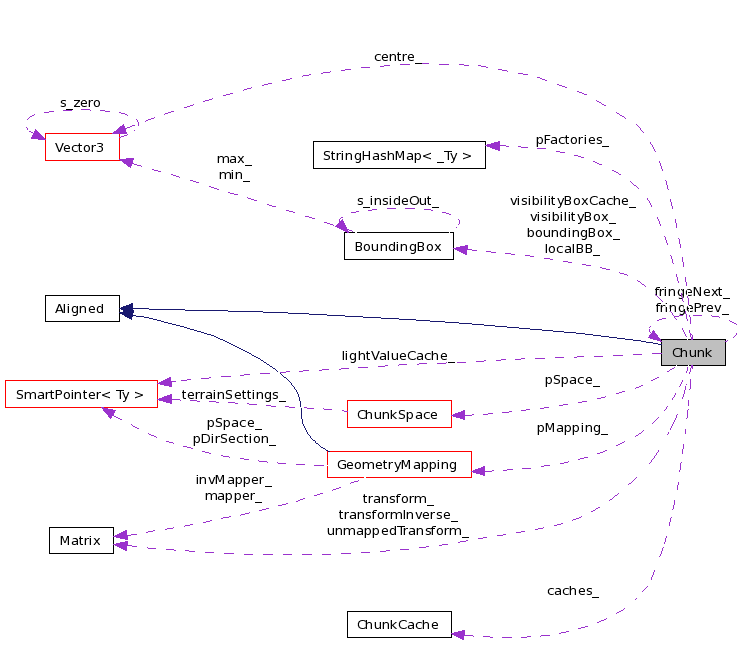 centre_
s_zero
Vector3
pFactories_
StringHashMap< _Ty >
max_
min_
s_insideOut_
visibilityBoxCache_
visibilityBox_
boundingBox_
localBB_
BoundingBox
fringeNext_
fringePrev_
Aligned
Chunk
lightValueCache_
pSpace_
SmartPointer< Ty >
terrainSettings_
ChunkSpace
pSpace_
pDirSection_
pMapping_
GeometryMapping
invMapper_
mapper_
transform_
transformInverse_
unmappedTransform_
Matrix
caches_
ChunkCache